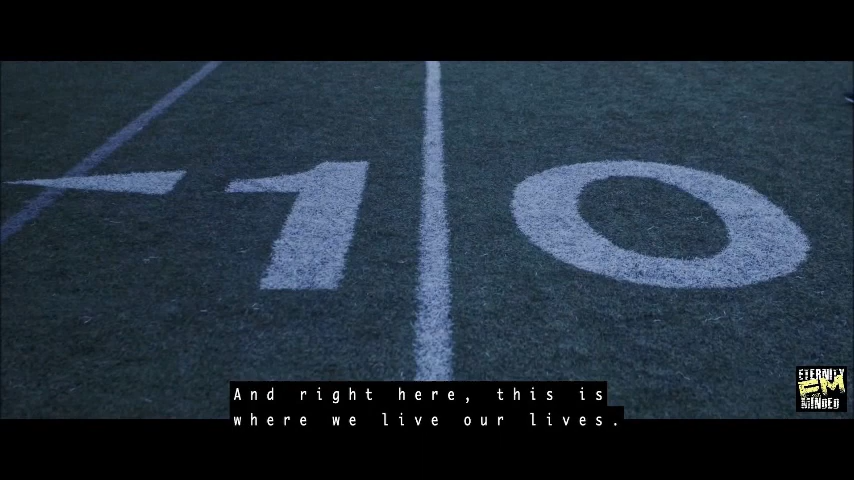 10
And right here, this is
where we live our lives.
ETERNITY
EM
MINDED